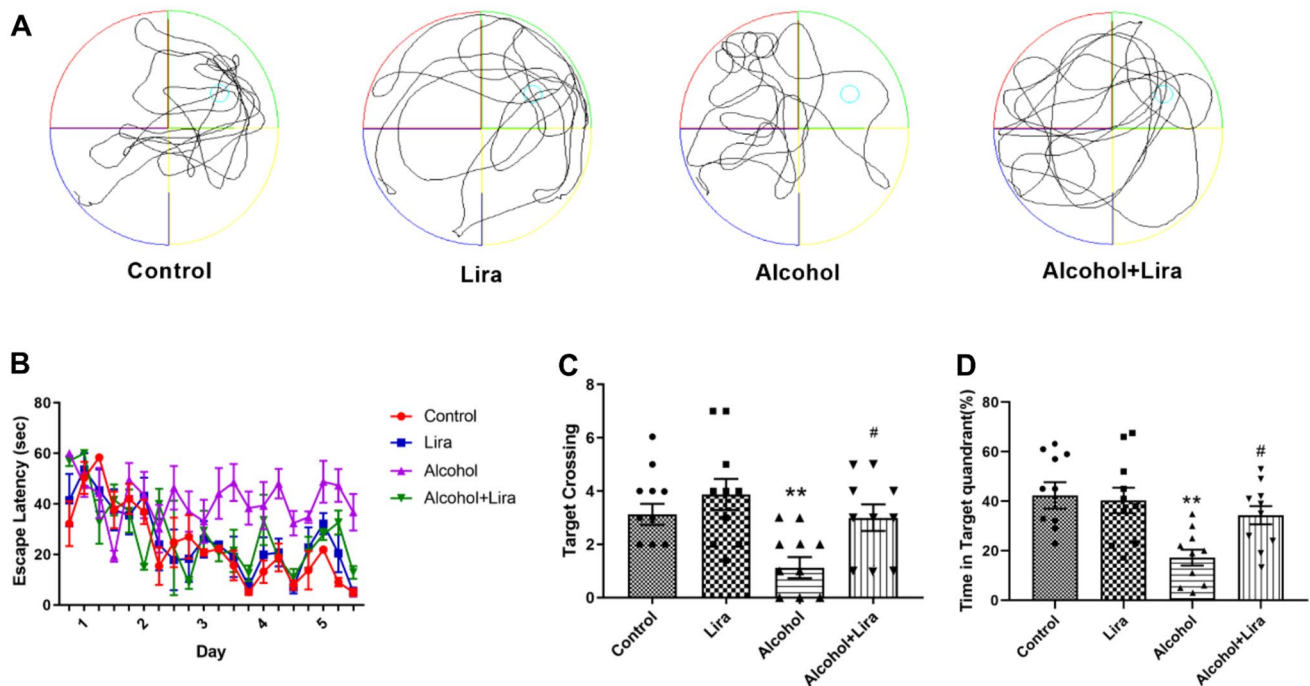 A
Control
Lira
Alcohol
Alcohol+Lira
B
Escape Latency (sec)
80
60
40
20
0
1 2 3 4 5
Day
Control
Lira
Alcohol
Alcohol+Lira
C
Target Crossing
8
6
4
2
0
**
#
Control
Lira
Alcohol
Alcohol+Lira
D
Time in Target quandrant(%)
80
60
40
20
0
**
#
Control
Lira
Alcohol
Alcohol+Lira